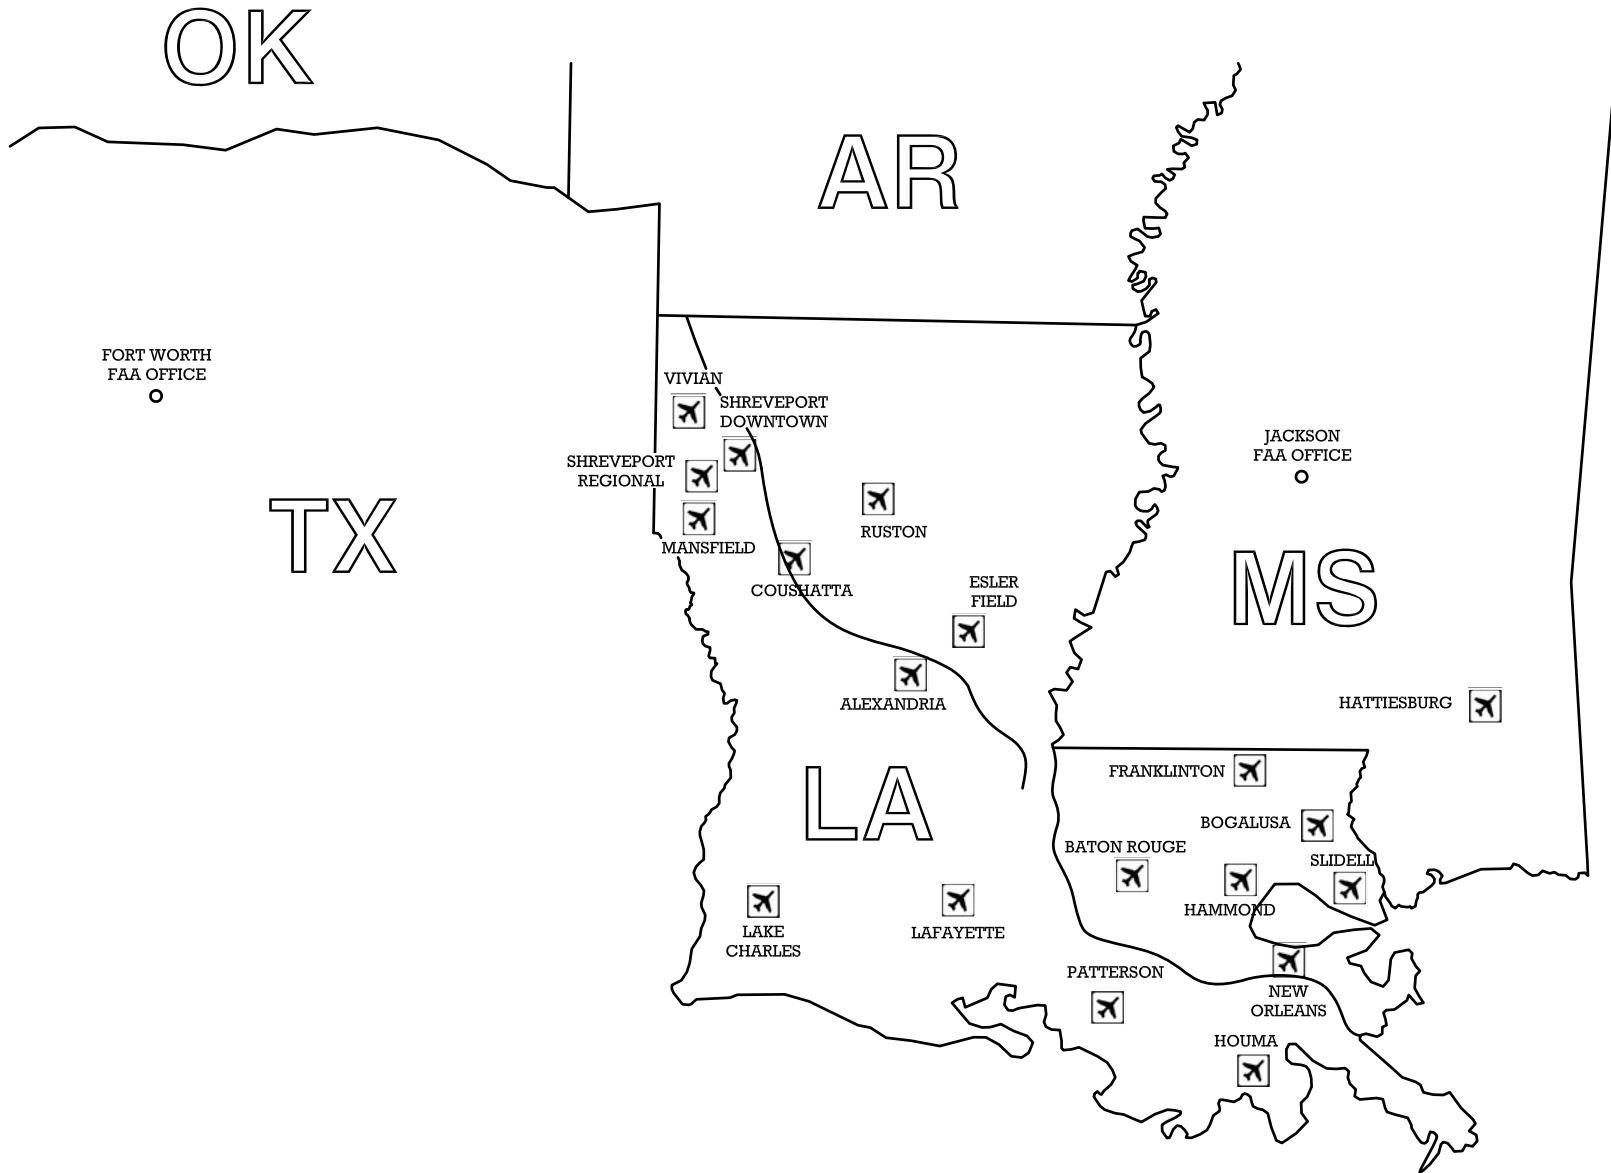 OK
AR
FORT WORTH
FAA OFFICE
VIVIAN
SHREVEPORT
DOWNTOWN
JACKSON
FAA OFFICE
SHREVEPORT
REGIONAL
TX
RUSTON
MANSFIELD
COUSHATTA
ESLER
FIELD
MS
ALEXANDRIA
HATTIESBURG
LA
FRANKLINTON
BOGALUSA
BATON ROUGE
SLIDELL
HAMMOND
LAKE
CHARLES
LAFAYETTE
PATTERSON
NEW
ORLEANS
HOUMA